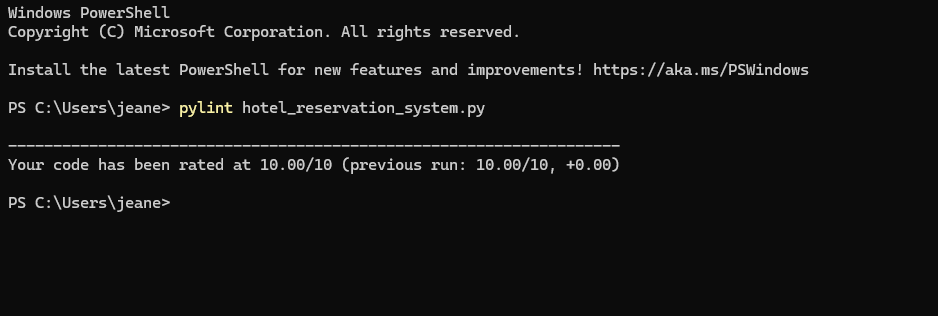 Windows PowerShell
Copyright (C) Microsoft Corporation. All rights reserved.
Install the latest PowerShell for new features and improvements! https://aka.ms/PSWindows
PS C:\Users\jeane> pylint hotel_reservation_system.py
--------------------------------------------------------------------
Your code has been rated at 10.00/10 (previous run: 10.00/10, +0.00)
PS C:\Users\jeane>